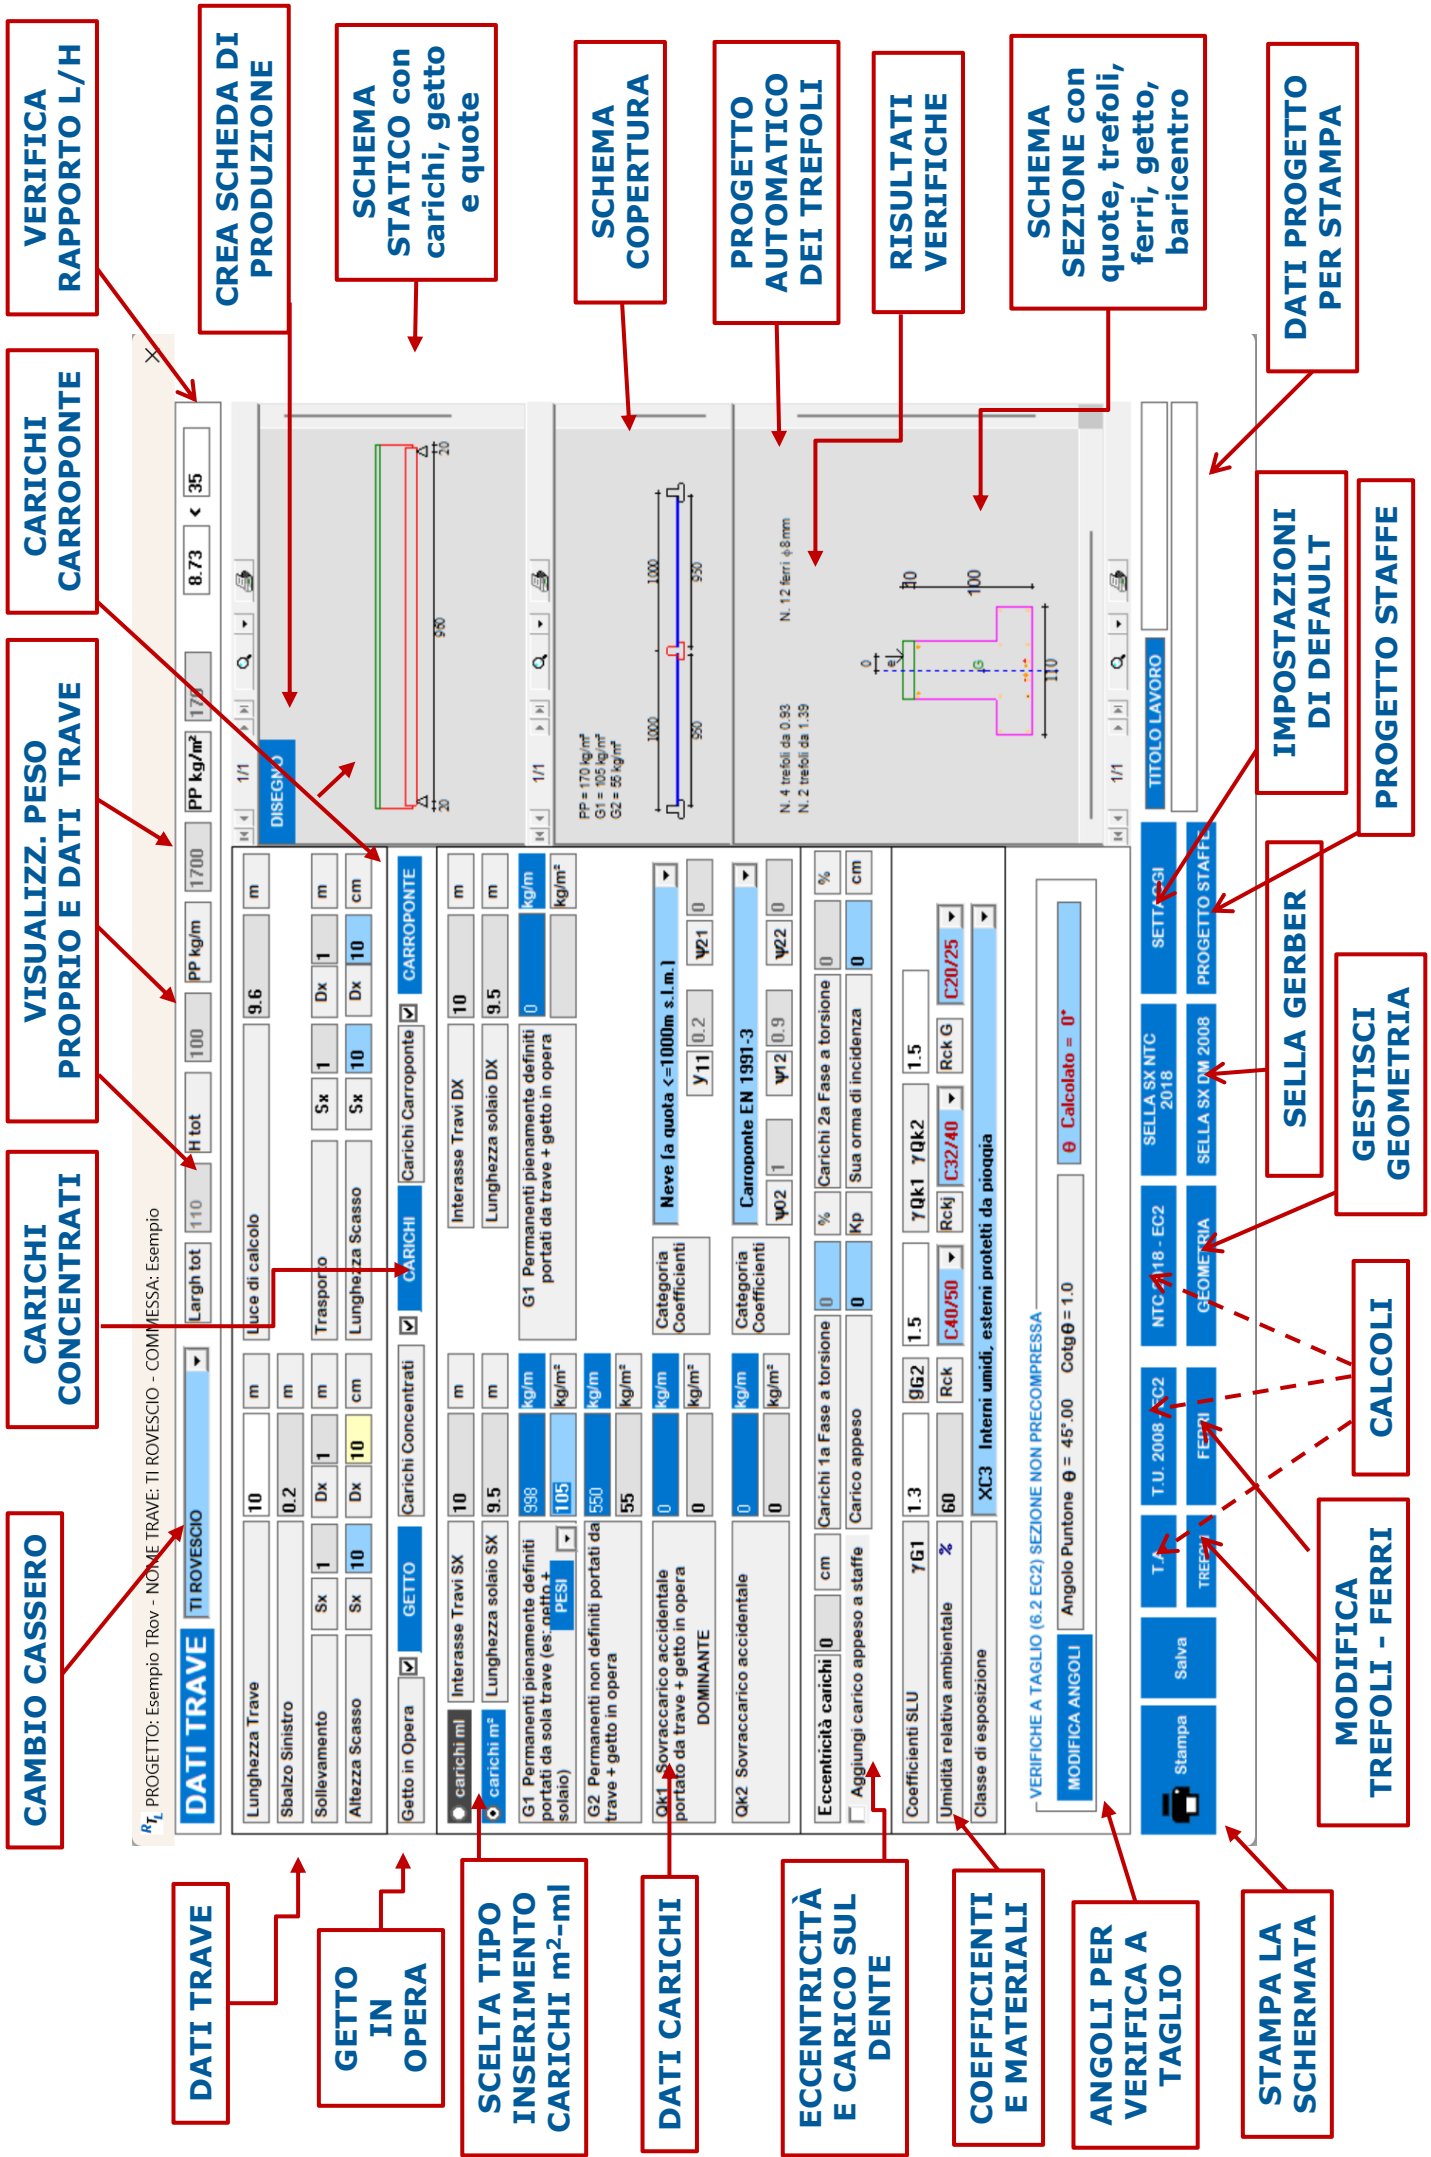 CAMBIO CASSERO
CARICHI
CONCENTRATI
VISUALIZZ. PESO
PROPRIO E DATI TRAVE
CARICHI
CARROPONTE
VERIFICA
RAPPORTO L/H
DATI TRAVE
GETTO
IN
OPERA
SCELTA TIPO
INSERIMENTO
CARICHI m²-ml
DATI CARICHI
ECCENTRICITÀ
E CARICO SUL
DENTE
COEFFICIENTI
E MATERIALI
ANGOLI PER
VERIFICA A
TAGLIO
STAMPA LA
SCHERMATA
RTL PROGETTO: Esempio TRov - NOME TRAVE: TI ROVESCIO - COMMESSA: Esempio
DATI TRAVE TI ROVESCIO Largh tot 110 H tot 100 PP kg/m 1700 PP kg/m² 170 8.73 < 35
Lunghezza Trave 10 m Luce di calcolo 9.6 m
Sbalzo Sinistro 0.2 m
Sollevamento Sx 1 Dx 1 m Trasporto Sx 1 Dx 1 m
Altezza Scasso Sx 10 Dx 10 cm Lunghezza Scasso Sx 10 Dx 10 cm
Getto in Opera GETTO Carichi Concentrati CARICHI Carichi Carroponte CARROPONTE
carichi ml Interasse Travi SX 10 m Interasse Travi DX 10 m
carichi m² Lunghezza solaio SX 9.5 m Lunghezza solaio DX 9.5 m
G1 Permanenti pienamente definiti
portati da sola trave (es: getto +
solaio) PESI
998 kg/m
105 kg/m²
G1 Permanenti pienamente definiti
portati da trave + getto in opera
0 kg/m
kg/m²
G2 Permanenti non definiti portati da
trave + getto in opera
550 kg/m
55 kg/m²
Qk1 Sovraccarico accidentale
portato da trave + getto in opera
DOMINANTE
0 kg/m
0 kg/m²
Categoria
Coefficienti
Neve (a quota <=1000m s.l.m.)
y11 0.2 Ψ21 0
Qk2 Sovraccarico accidentale
0 kg/m
0 kg/m²
Categoria
Coefficienti
Carroponte EN 1991-3
Ψ02 1 Ψ12 0.9 Ψ22 0
Eccentricità carichi 0 cm Carichi 1a Fase a torsione 0 % Carichi 2a Fase a torsione 0 %
Aggiungi carico appeso a staffe Carico appeso 0 Kp Sua orma di incidenza 0 cm
Coefficienti SLU γG1 1.3 gG2 1.5 γQk1 γQk2 1.5
Umidità relativa ambientale % 60 Rck C40/50 Rckj C32/40 Rck G C20/25
Classe di esposizione XC3 Interni umidi, esterni protetti da pioggia
VERIFICHE A TAGLIO (6.2 EC2) SEZIONE NON PRECOMPRESSA
MODIFICA ANGOLI Angolo Puntone θ = 45°.00 Cotgθ = 1.0 θ Calcolato = 0°
Stampa Salva
T.A. T.U. 2008 - EC2 NTC 2018 - EC2 SELLA SX NTC
2018 SETTAGGI
TREFOLI FERRI GEOMETRIA SELLA SX DM 2008 PROGETTO STAFFE
TITOLO LAVORO
1/1
DISEGNO
20 960 20
1/1
PP = 170 kg/m²
G1 = 105 kg/m²
G2 = 55 kg/m²
1000 1000
950 950
N. 4 trefoli da 0.93
N. 2 trefoli da 1.39
N. 12 ferri ϕ8mm
0
e
G
10
100
110
1/1
CREA SCHEDA DI
PRODUZIONE
SCHEMA
STATICO con
carichi, getto
e quote
SCHEMA
COPERTURA
PROGETTO
AUTOMATICO
DEI TREFOLI
RISULTATI
VERIFICHE
SCHEMA
SEZIONE con
quote, trefoli,
ferri, getto,
baricentro
DATI PROGETTO
PER STAMPA
MODIFICA
TREFOLI - FERRI
CALCOLI
GESTISCI
GEOMETRIA
SELLA GERBER
IMPOSTAZIONI
DI DEFAULT
PROGETTO STAFFE